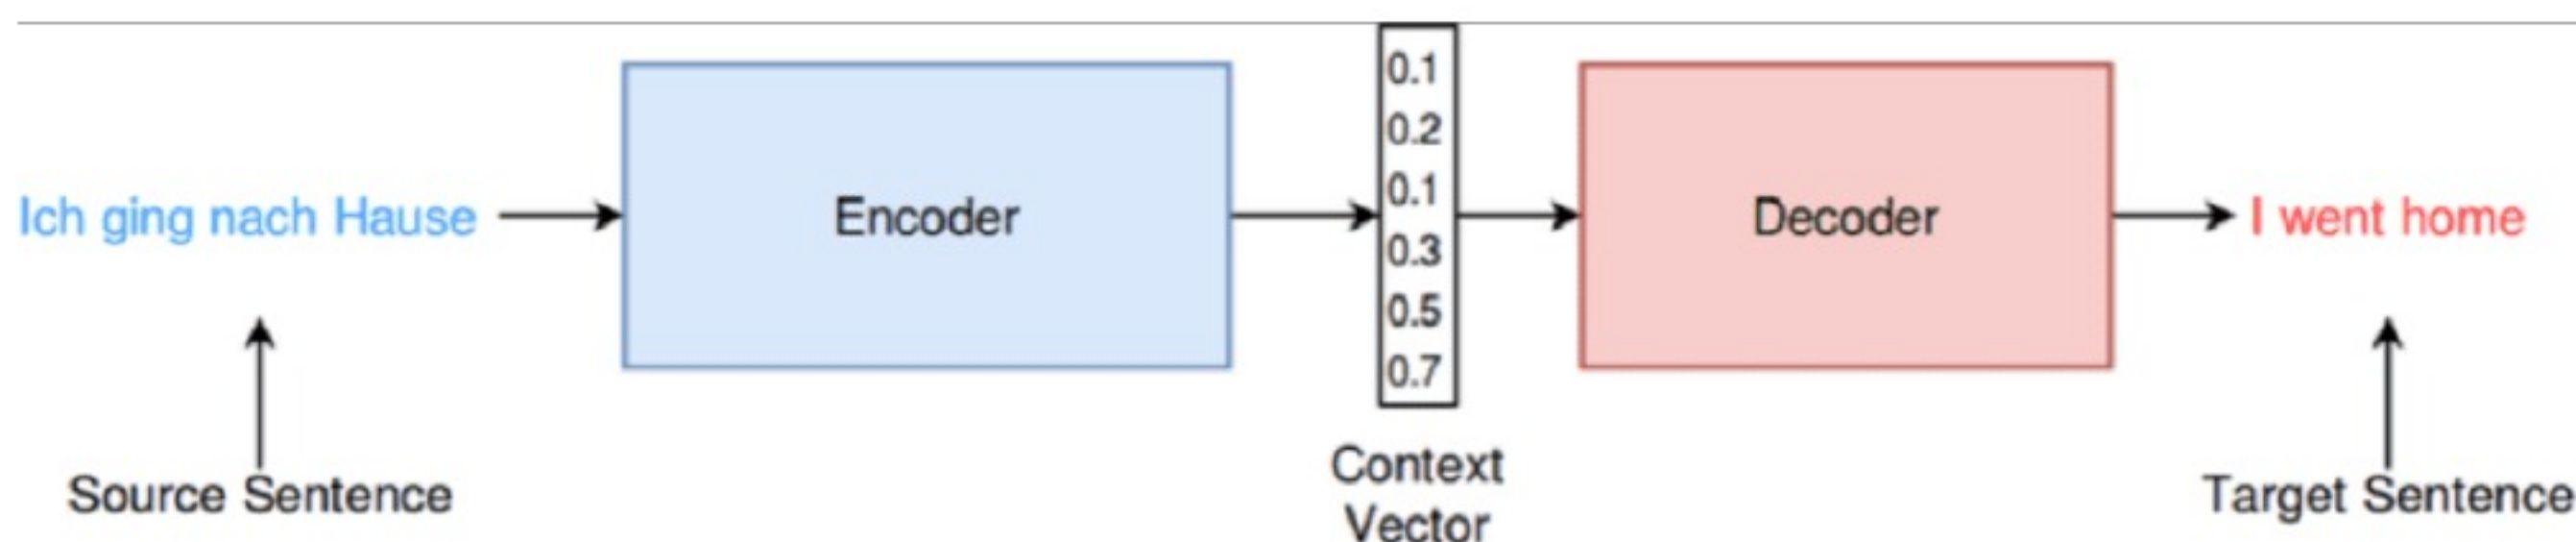 Ich ging nach Hause
Encoder
0.1
0.2
0.1
0.3
0.5
0.7
Decoder
I went home
Source Sentence
Context
Vector
Target Sentence